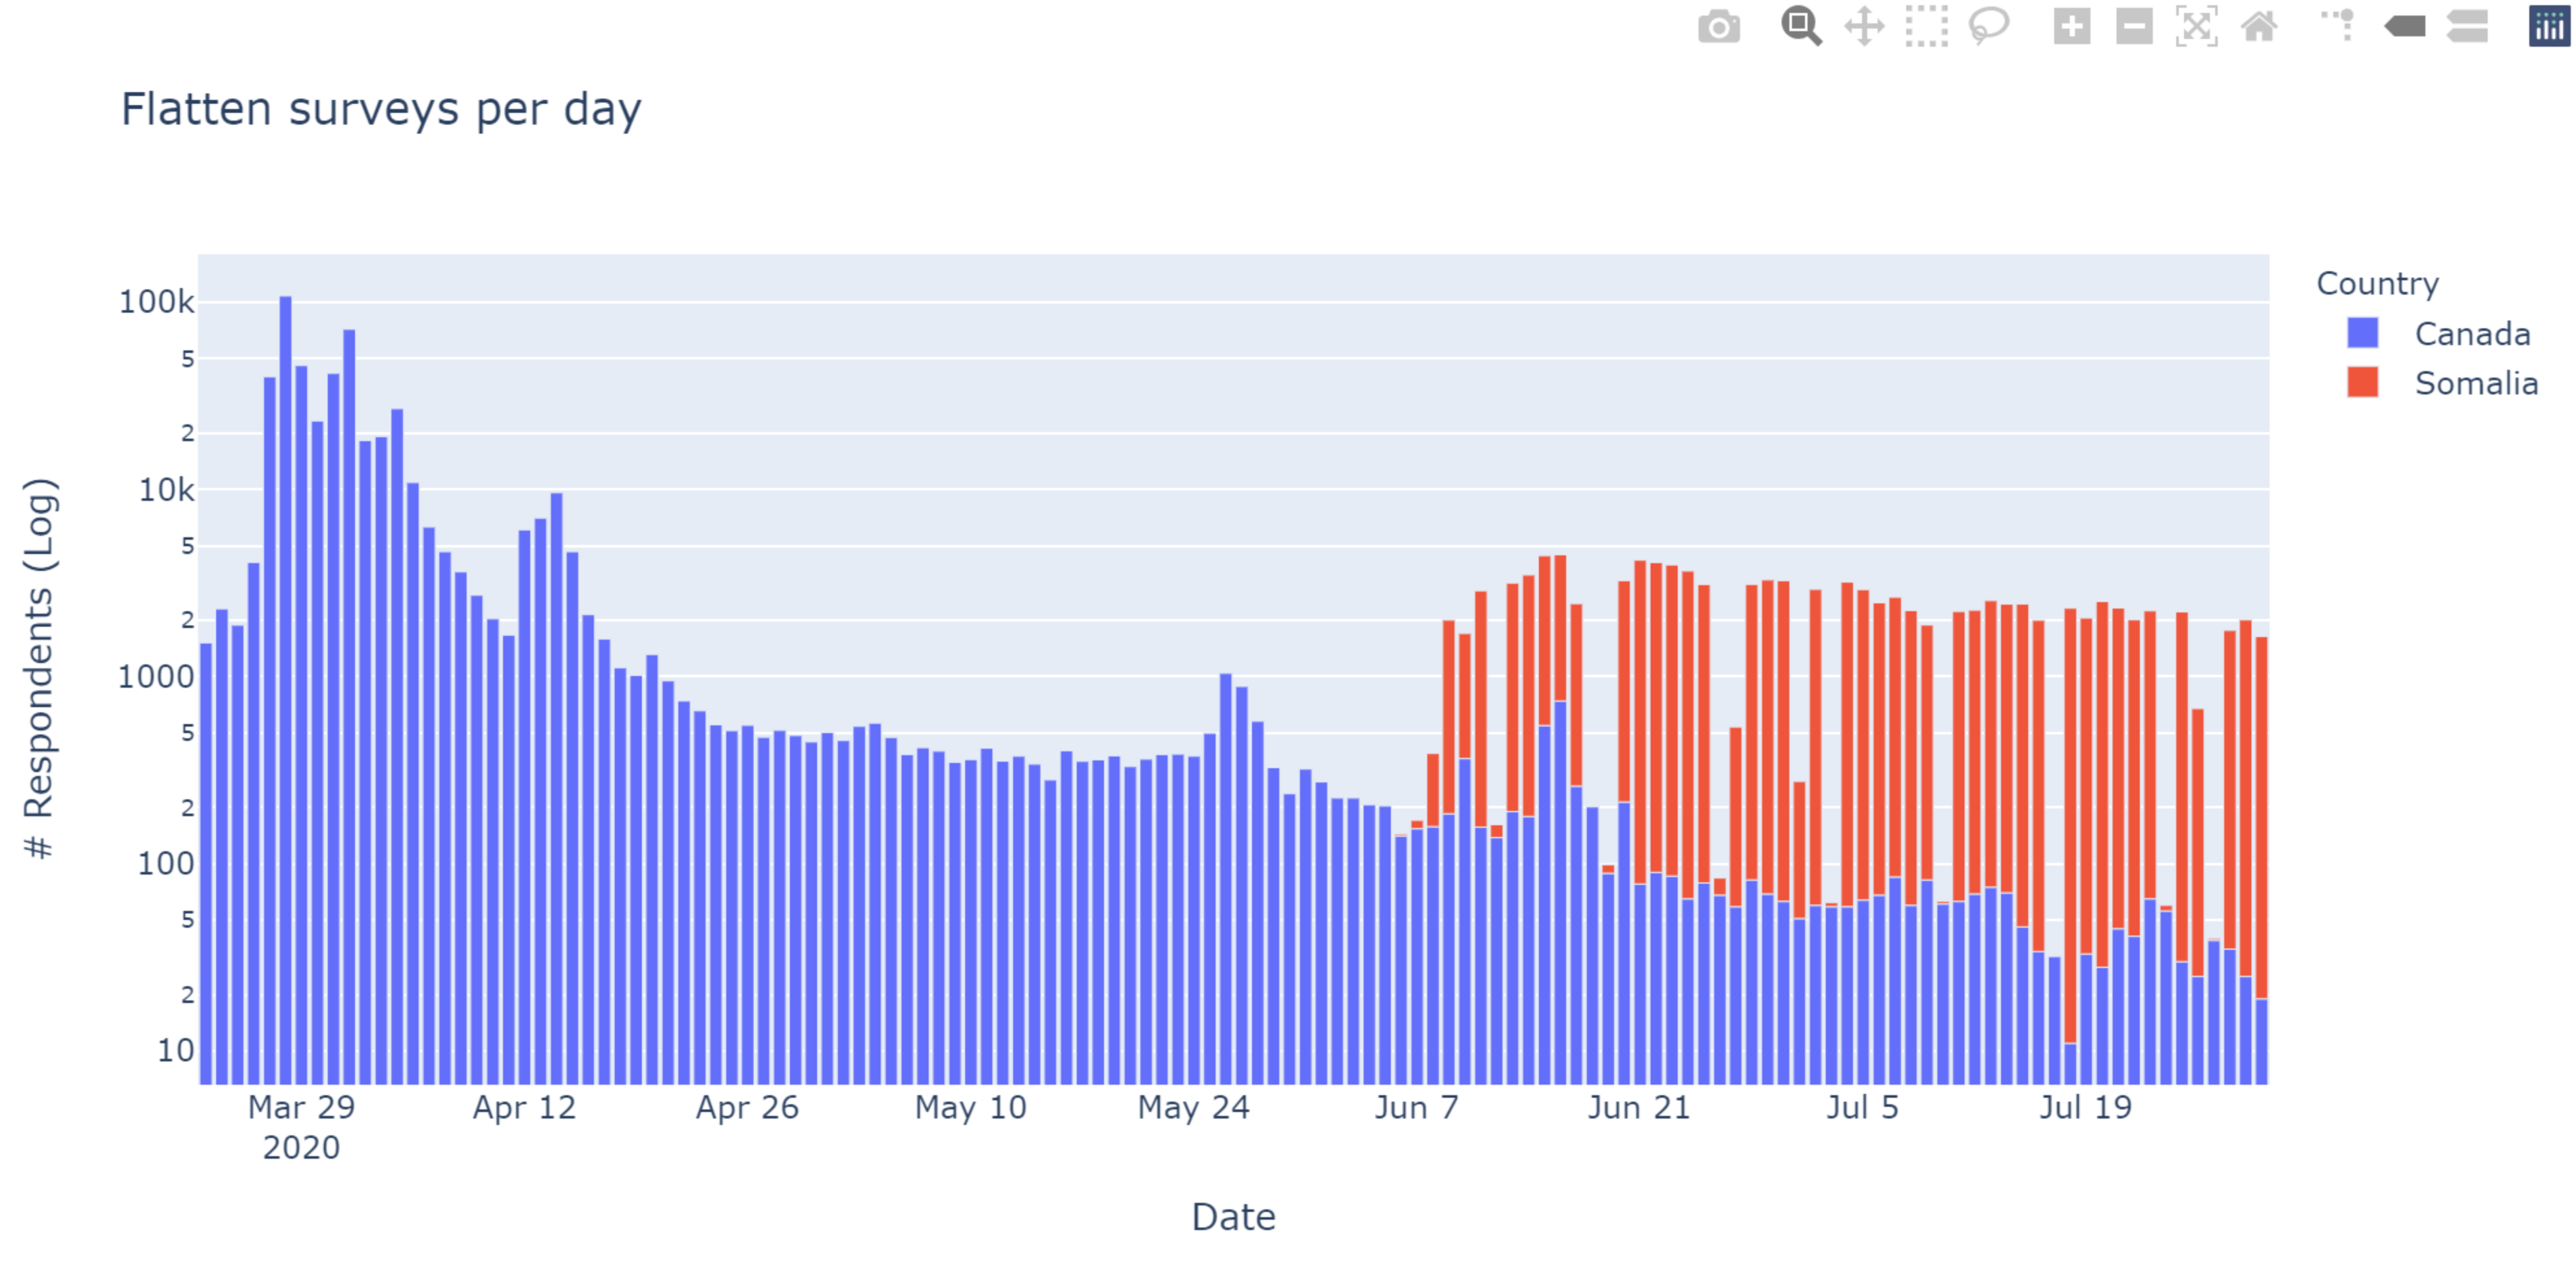 Flatten surveys per day
# Respondents (Log)
100k
5
2
10k
5
2
1000
5
2
100
5
2
10
Mar 29
2020
Apr 12
Apr 26
May 10
May 24
Jun 7
Jun 21
Jul 5
Jul 19
Date
Country
Canada
Somalia